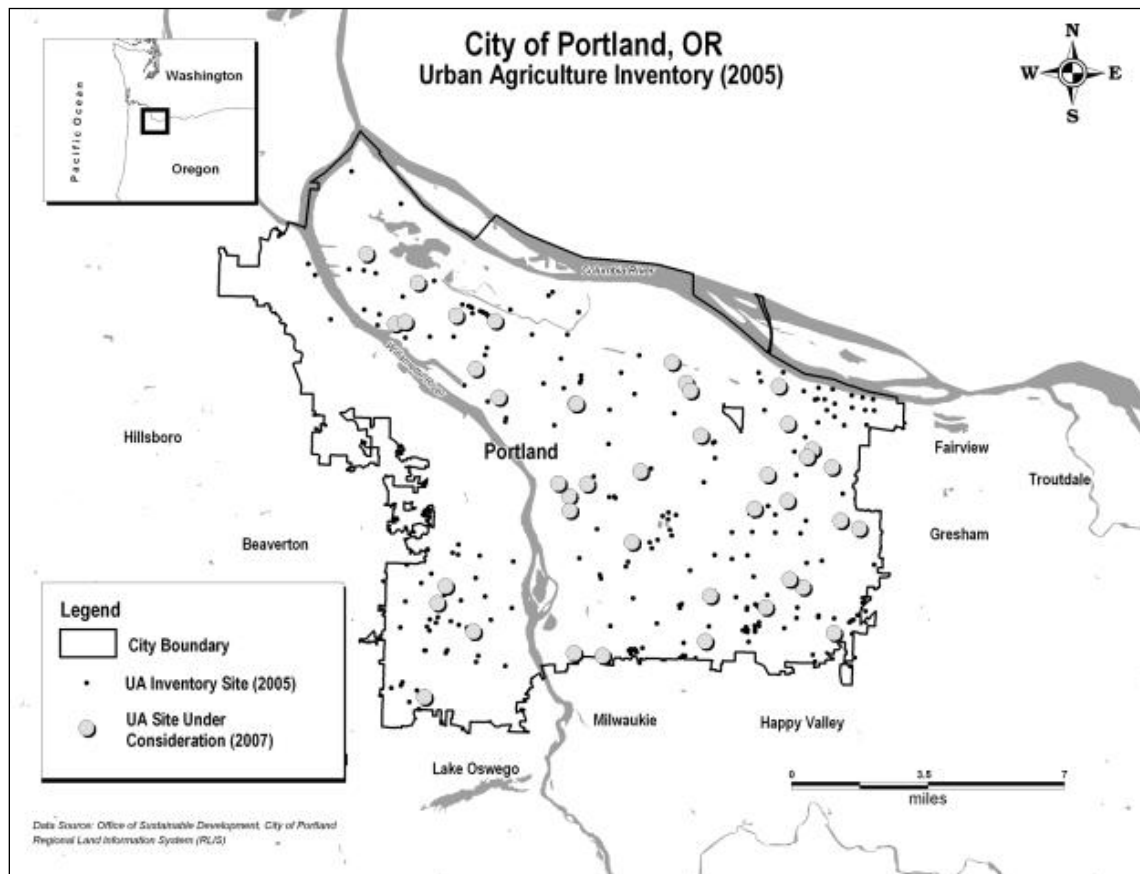 City of Portland, OR
Urban Agriculture Inventory (2005)
N
W
E
S
Washington
Pacific Ocean
Oregon
Columbia River
Willamette River
Hillsboro
Portland
Fairview
Troutdale
Beaverton
Gresham
Legend
City Boundary
UA Inventory Site (2005)
UA Site Under
Consideration (2007)
Milwaukie
Happy Valley
Lake Oswego
0
3.5
7
miles
Data Source: Office of Sustainable Development, City of Portland
Regional Land Information System (RLIS)